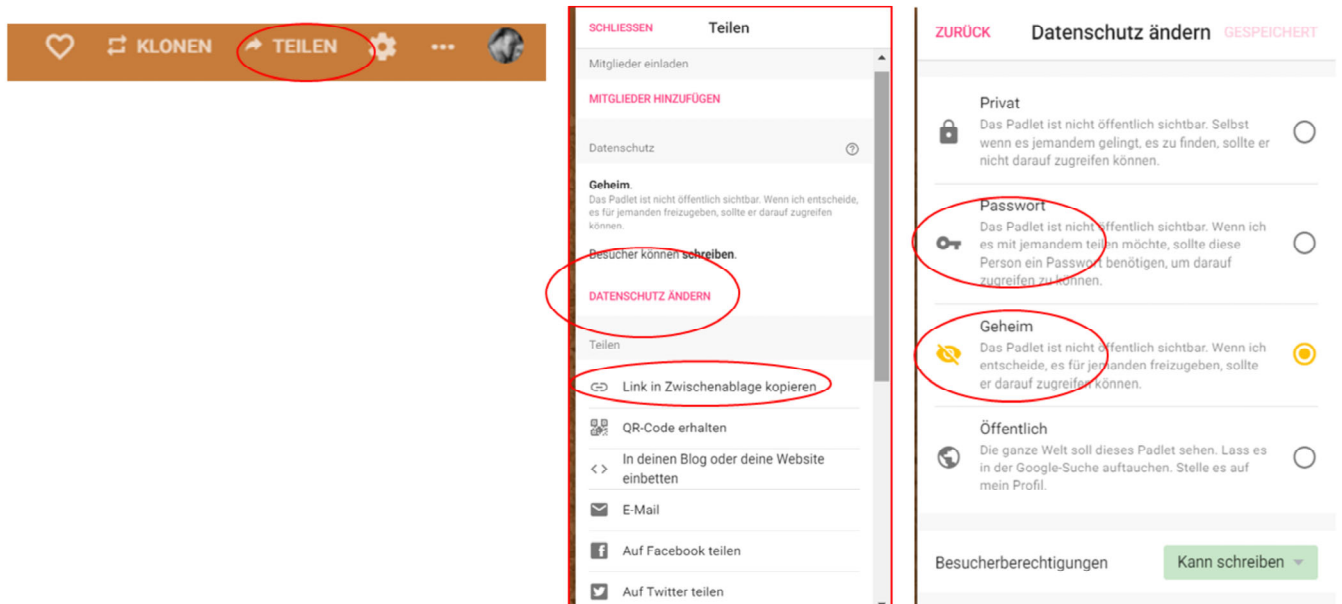 KLONEN
TEILEN
SCHLIESSEN
Teilen
Mitglieder einladen
MITGLIEDER HINZUFÜGEN
Datenschutz
Geheim.
Das Padlet ist nicht öffentlich sichtbar. Wenn ich entscheide,
es für jemanden freizugeben, sollte er darauf zugreifen
können.
Besucher können schreiben.
DATENSCHUTZ ÄNDERN
Teilen
Link in Zwischenablage kopieren
QR-Code erhalten
In deinen Blog oder deine Website
einbetten
E-Mail
Auf Facebook teilen
Auf Twitter teilen
ZURÜCK
Datenschutz ändern
GESPEICHERT
Privat
Das Padlet ist nicht öffentlich sichtbar. Selbst
wenn es jemandem gelingt, es zu finden, sollte er
nicht darauf zugreifen können.
Passwort
Das Padlet ist nicht öffentlich sichtbar. Wenn ich
es mit jemandem teilen möchte, sollte diese
Person ein Passwort benötigen, um darauf
zugreifen zu können.
Geheim
Das Padlet ist nicht öffentlich sichtbar. Wenn ich
entscheide, es für jemanden freizugeben, sollte
er darauf zugreifen können.
Öffentlich
Die ganze Welt soll dieses Padlet sehen. Lass es
in der Google-Suche auftauchen. Stelle es auf
mein Profil.
Besucherberechtigungen
Kann schreiben